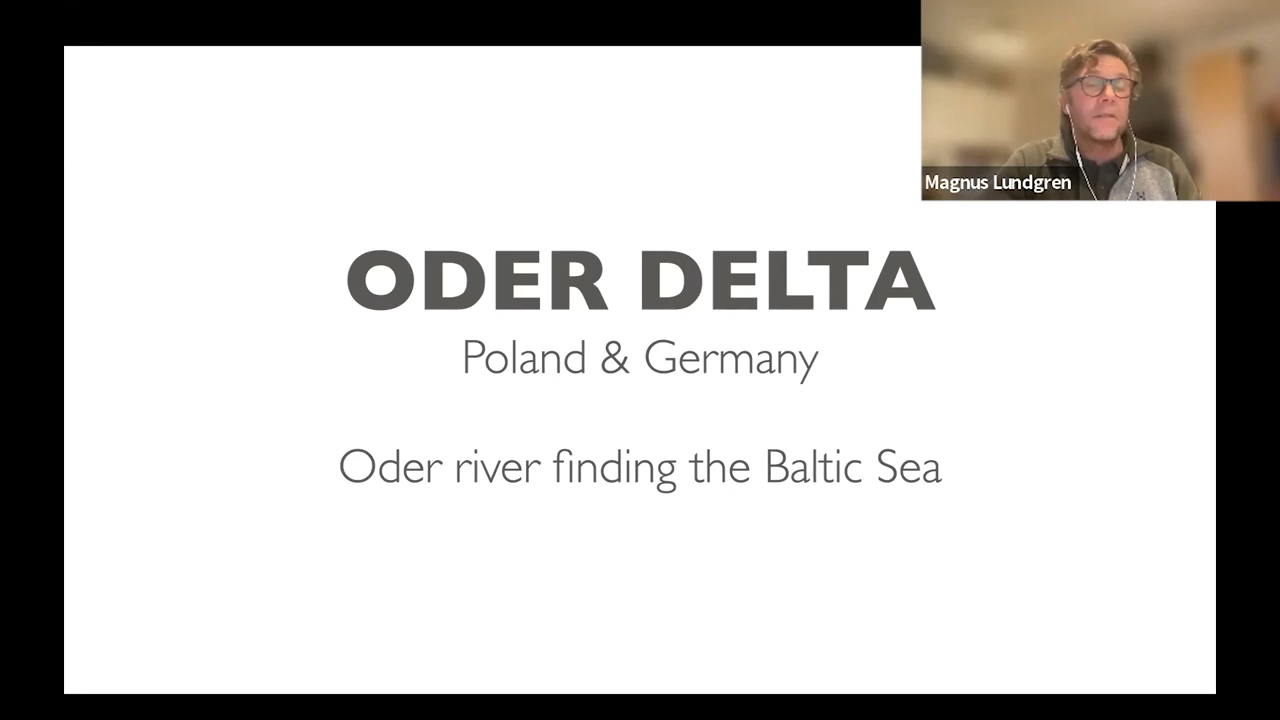 Magnus Lundgren
ODER DELTA
Poland & Germany
Oder river finding the Baltic Sea